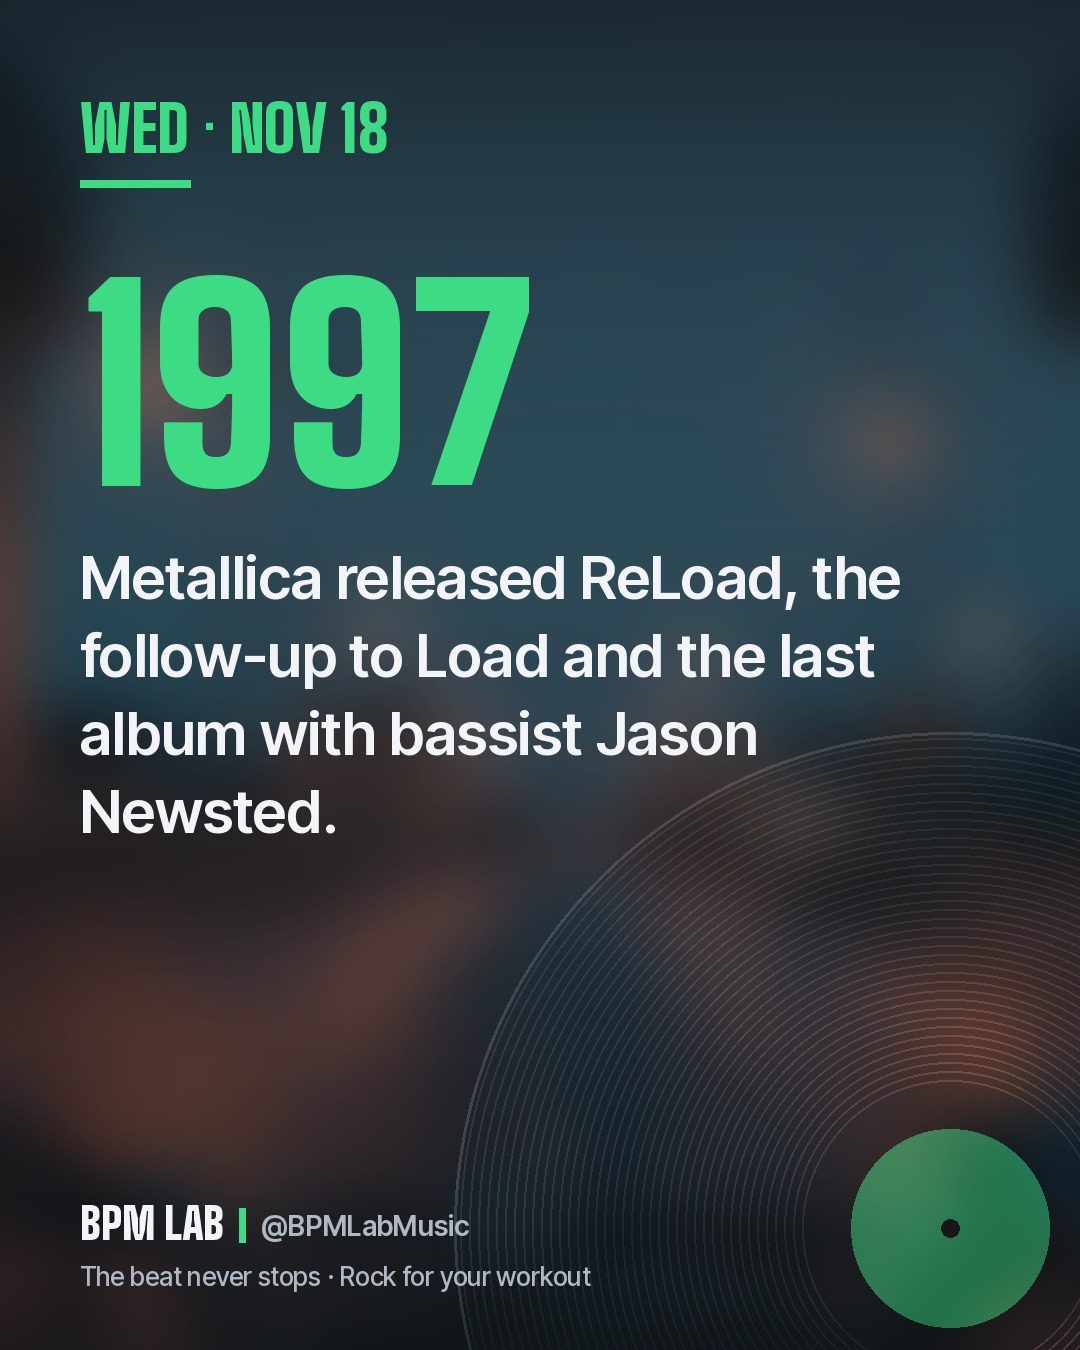 WED · NOV 18
1997
Metallica released ReLoad, the
follow-up to Load and the last
album with bassist Jason
Newsted.
BPM LAB | @BPMLabMusic
The beat never stops · Rock for your workout